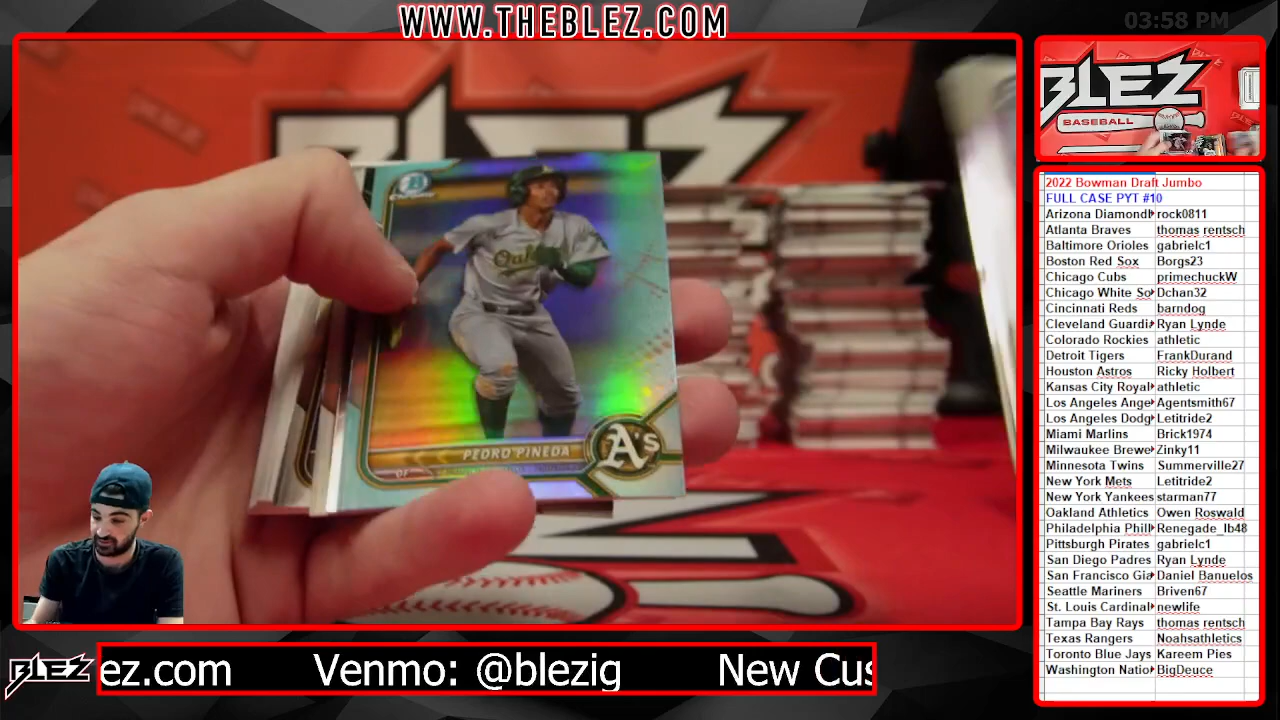 WWW.THEBLEZ.COM
03:58 PM
BLEZ
BLEZ
BASEBALL
Oak
CHROME
PEDRO PINEDA
OF
A's
2022 Bowman Draft Jumbo
FULL CASE PYT #10
Arizona Diamondb rock0811
Atlanta Braves thomas rentsch
Baltimore Orioles gabrielc1
Boston Red Sox Borgs23
Chicago Cubs primechuckW
Chicago White So Dchan32
Cincinnati Reds barndog
Cleveland Guardi Ryan Lynde
Colorado Rockies athletic
Detroit Tigers FrankDurand
Houston Astros Ricky Holbert
Kansas City Royal athletic
Los Angeles Ange Agentsmith67
Los Angeles Dodg Letitride2
Miami Marlins Brick1974
Milwaukee Brewe Zinky11
Minnesota Twins Summerville27
New York Mets Letitride2
New York Yankees starman77
Oakland Athletics Owen Roswald
Philadelphia Phill Renegade_lb48
Pittsburgh Pirates gabrielc1
San Diego Padres Ryan Lynde
San Francisco Gia Daniel Banuelos
Seattle Mariners Briven67
St. Louis Cardinal newlife
Tampa Bay Rays thomas rentsch
Texas Rangers Noahsathletics
Toronto Blue Jays Kareem Pies
Washington Natio BigDeuce
BLEZ
ez.com Venmo: @blezig New Cus